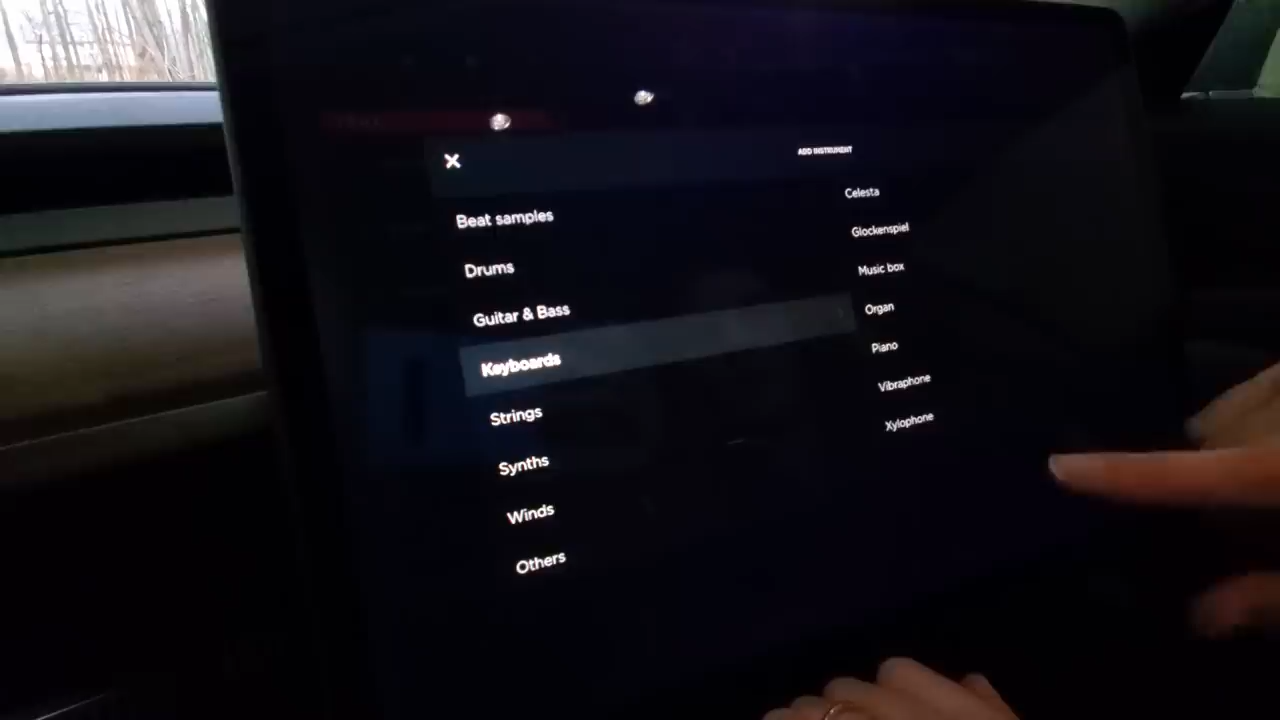 ADD INSTRUMENT
Beat samples
Drums
Guitar & Bass
Keyboards
Strings
Synths
Winds
Others
Celesta
Glockenspiel
Music box
Organ
Piano
Vibraphone
Xylophone